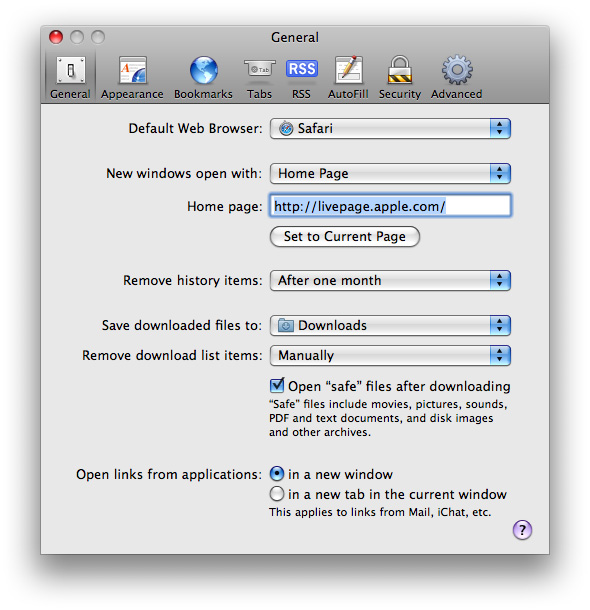 General
General Appearance Bookmarks Tabs RSS AutoFill Security Advanced
Tab
RSS
Default Web Browser: Safari
New windows open with: Home Page
Home page: http://livepage.apple.com/
Set to Current Page
Remove history items: After one month
Save downloaded files to: Downloads
Remove download list items: Manually
Open “safe” files after downloading
“Safe” files include movies, pictures, sounds,
PDF and text documents, and disk images
and other archives.
Open links from applications: in a new window
in a new tab in the current window
This applies to links from Mail, iChat, etc.
?